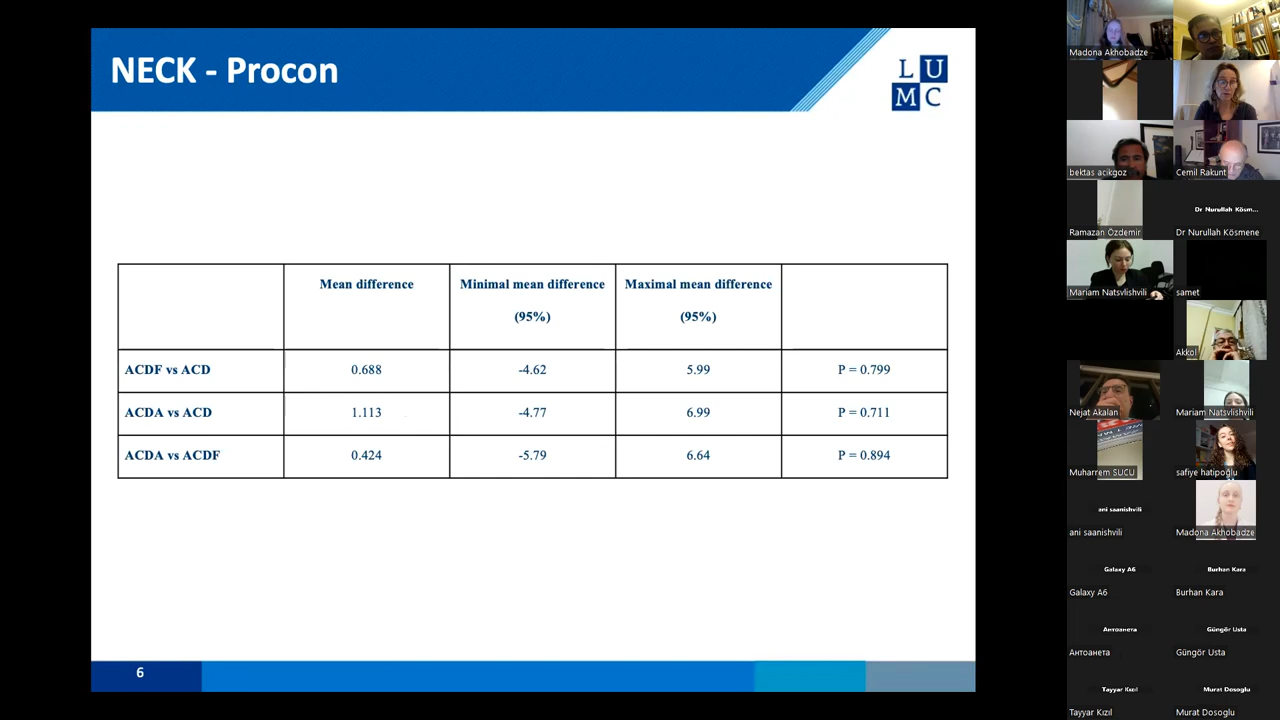 NECK - Procon
L U
M C
Mean difference
Minimal mean difference
(95%)
Maximal mean difference
(95%)
ACDF vs ACD 0.688 -4.62 5.99 P = 0.799
ACDA vs ACD 1.113 -4.77 6.99 P = 0.711
ACDA vs ACDF 0.424 -5.79 6.64 P = 0.894
6
Madona Akhobadze
bektas acikgoz
Cemil Rakunt
Ramazan Özdemir
Dr Nurullah Kösm...
Dr Nurullah Kösmene
Mariam Natsvlishvili
samet
Akkol
Nejat Akalan
Mariam Natsvlishvili
Muharrem SUCU
safiye hatipoğlu
ani saanishvili
ani saanishvili
Madona Akhobadze
Galaxy A6
Galaxy A6
Burhan Kara
Burhan Kara
Антоанета
Антоанета
Güngör Usta
Güngör Usta
Tayyar Kızıl
Tayyar Kızıl
Murat Dosoglu
Murat Dosoglu